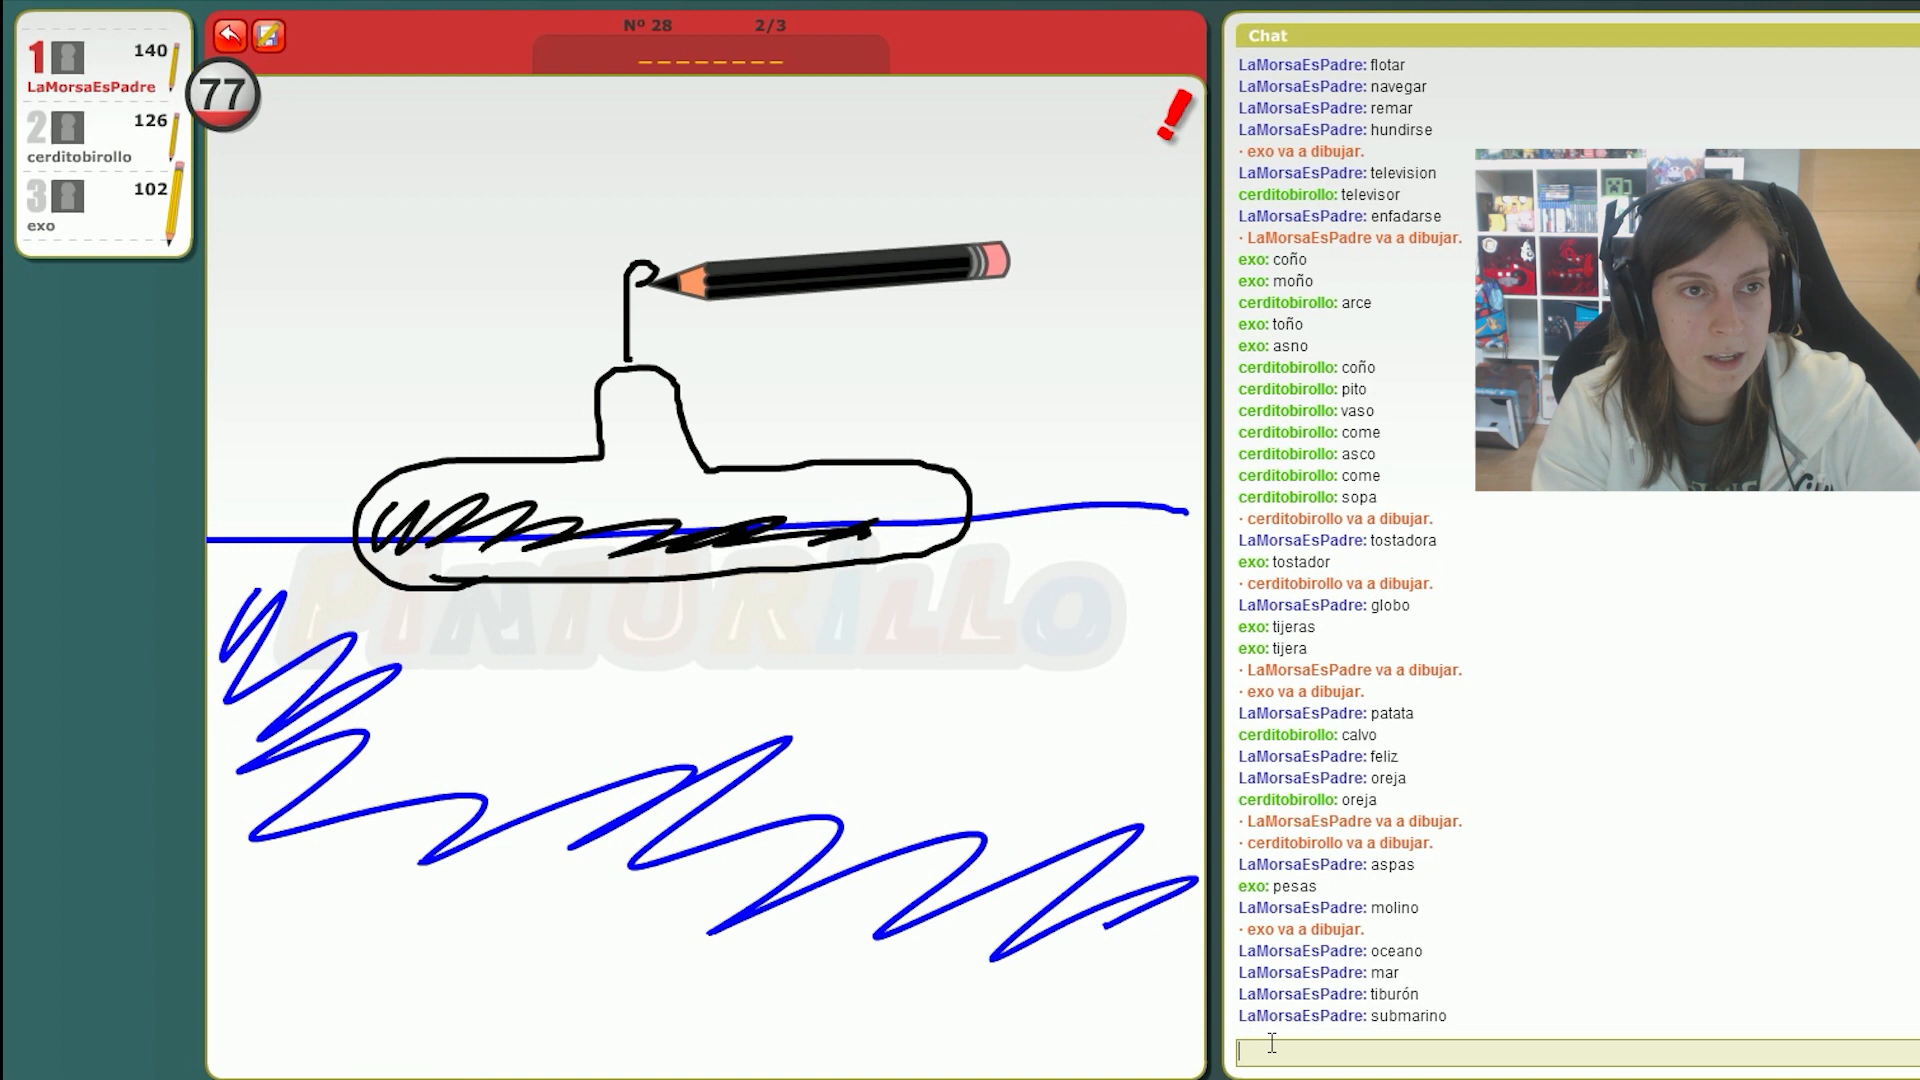 1
140
LaMorsaEsPadre
2
126
cerditobirollo
3
102
exo
77
Nº 28
2/3
_ _ _ _ _ _ _ _ _
PINTURILLO
Chat
LaMorsaEsPadre: flotar
LaMorsaEsPadre: navegar
LaMorsaEsPadre: remar
LaMorsaEsPadre: hundirse
· exo va a dibujar.
LaMorsaEsPadre: television
cerditobirollo: televisor
LaMorsaEsPadre: enfadarse
· LaMorsaEsPadre va a dibujar.
exo: coño
exo: moño
cerditobirollo: arce
exo: toño
exo: asno
cerditobirollo: coño
cerditobirollo: pito
cerditobirollo: vaso
cerditobirollo: come
cerditobirollo: asco
cerditobirollo: come
cerditobirollo: sopa
· cerditobirollo va a dibujar.
LaMorsaEsPadre: tostadora
exo: tostador
· cerditobirollo va a dibujar.
LaMorsaEsPadre: globo
exo: tijeras
exo: tijera
· LaMorsaEsPadre va a dibujar.
· exo va a dibujar.
LaMorsaEsPadre: patata
cerditobirollo: calvo
LaMorsaEsPadre: feliz
LaMorsaEsPadre: oreja
cerditobirollo: oreja
· LaMorsaEsPadre va a dibujar.
· cerditobirollo va a dibujar.
LaMorsaEsPadre: aspas
exo: pesas
LaMorsaEsPadre: molino
· exo va a dibujar.
LaMorsaEsPadre: oceano
LaMorsaEsPadre: mar
LaMorsaEsPadre: tiburón
LaMorsaEsPadre: submarino